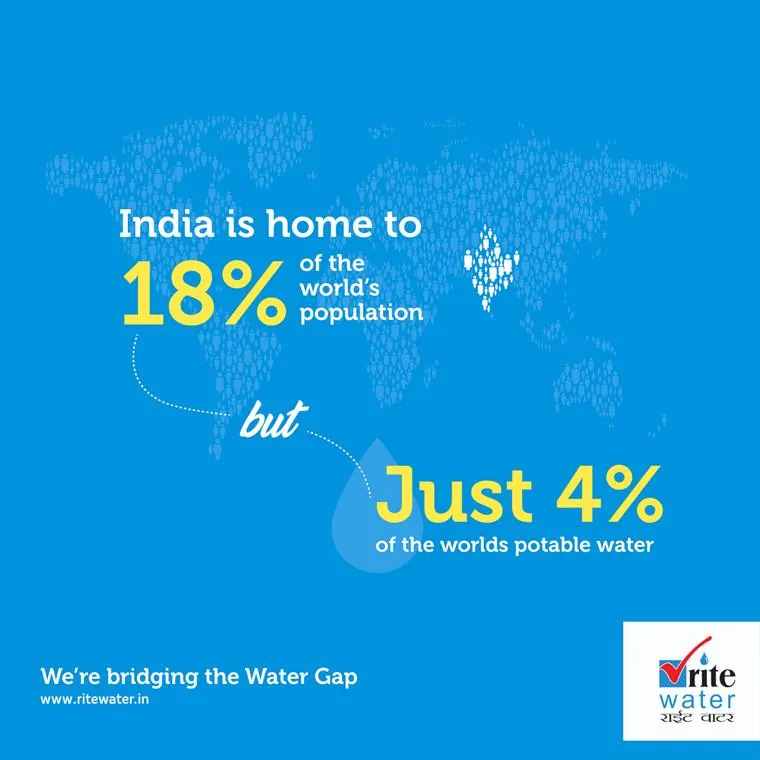 India is home to
18%
of the
world's
population
but
Just 4%
of the worlds potable water
We're bridging the Water Gap
www.ritewater.in
rite
water
राईट वाटर